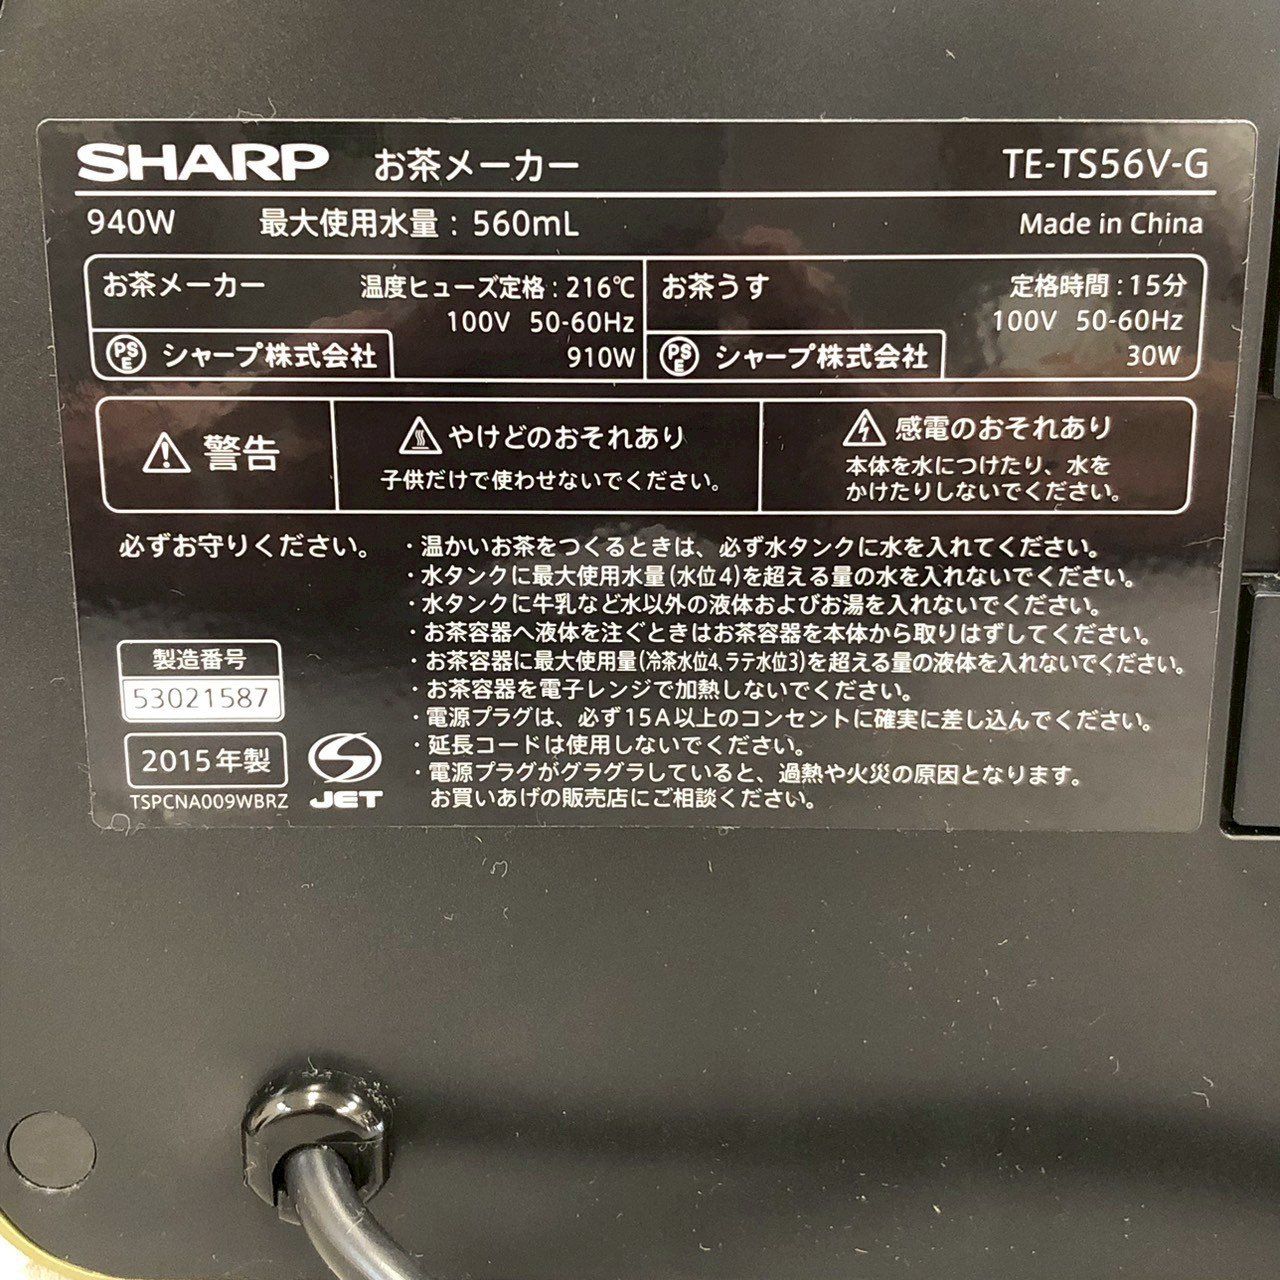 SHARP お茶メーカー TE-TS56V-G
940W 最大使用水量 : 560mL Made in China
お茶メーカー 温度ヒューズ定格 : 216℃
100V 50-60Hz
PSE シャープ株式会社 910W
お茶うす 定格時間 : 15分
100V 50-60Hz
PSE シャープ株式会社 30W
警告
やけどのおそれあり
子供だけで使わせないでください。
感電のおそれあり
本体を水につけたり、水を
かけたりしないでください。
必ずお守りください。
・温かいお茶をつくるときは、必ず水タンクに水を入れてください。
・水タンクに最大使用水量(水位4)を超える量の水を入れないでください。
・水タンクに牛乳など水以外の液体およびお湯を入れないでください。
・お茶容器へ液体を注ぐときはお茶容器を本体から取りはずしてください。
・お茶容器に最大使用量(冷茶水位4、ラテ水位3)を超える量の液体を入れないでください。
・お茶容器を電子レンジで加熱しないでください。
・電源プラグは、必ず15A以上のコンセントに確実に差し込んでください。
・延長コードは使用しないでください。
・電源プラグがグラグラしていると、過熱や火災の原因となります。
お買いあげの販売店にご相談ください。
製造番号
53021587
2015年製
TSPCNA009WBRZ
JET